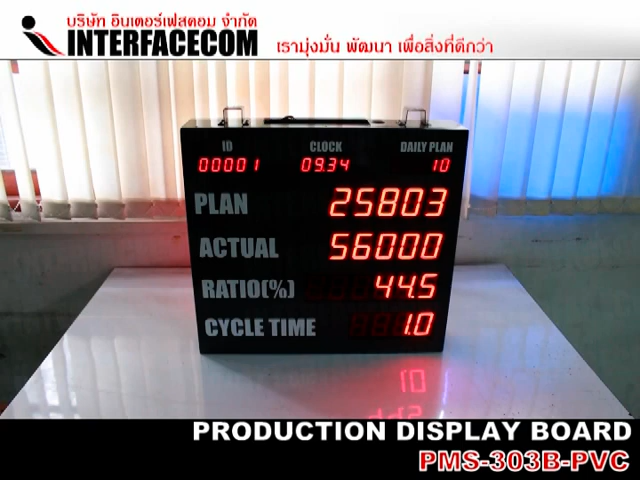 บริษัท อินเตอร์เฟสคอม จำกัด
INTERFACECOM
เรามุ่งมั่น พัฒนา เพื่อสิ่งที่ดีกว่า
ID CLOCK DAILY PLAN
00001 09.34 10
PLAN 25803
ACTUAL 56000
RATIO(%) 44.5
CYCLE TIME 1.0
PRODUCTION DISPLAY BOARD
PMS-303B-PVC